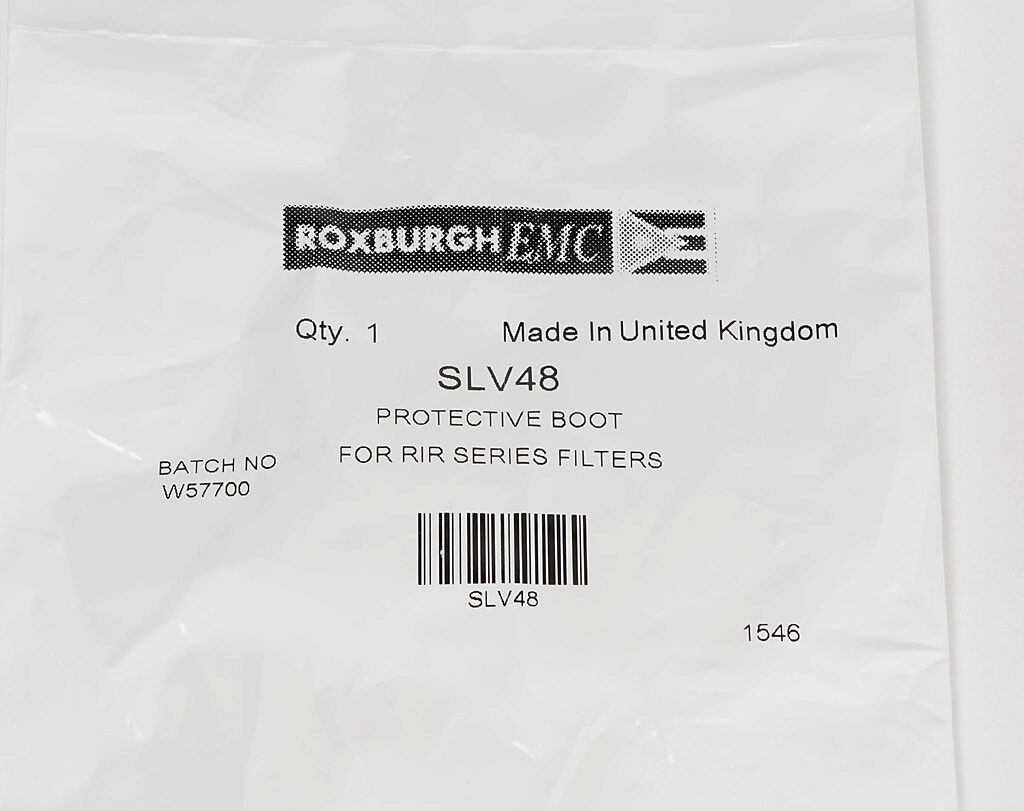 ROXBURGH EMC
Qty. 1 Made In United Kingdom
SLV48
PROTECTIVE BOOT
FOR RIR SERIES FILTERS
BATCH NO
W57700
SLV48
1546